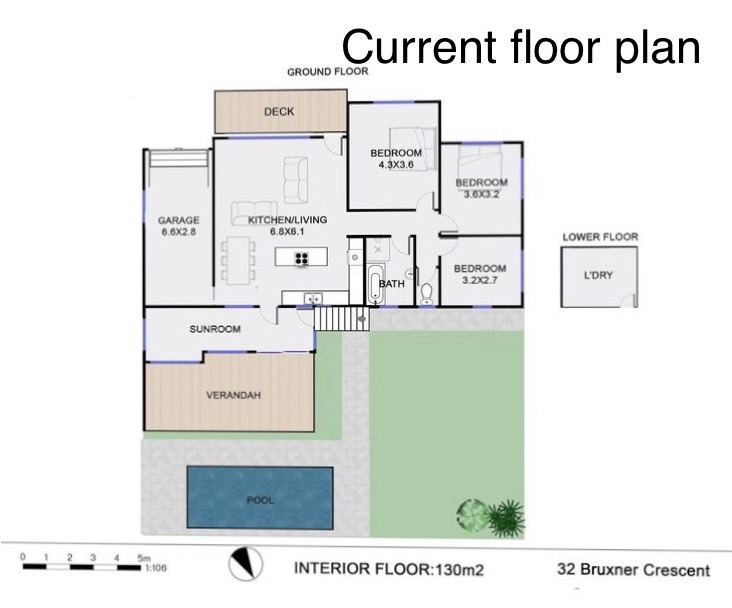 Current floor plan
GROUND FLOOR
DECK
BEDROOM
4.3X3.6
BEDROOM
3.6X3.2
GARAGE
6.6X2.8
KITCHEN/LIVING
6.8X6.1
LOWER FLOOR
L'DRY
BEDROOM
3.2X2.7
BATH
SUNROOM
VERANDAH
POOL
0 1 2 3 4 5m
1:106
INTERIOR FLOOR:130m2
32 Bruxner Crescent